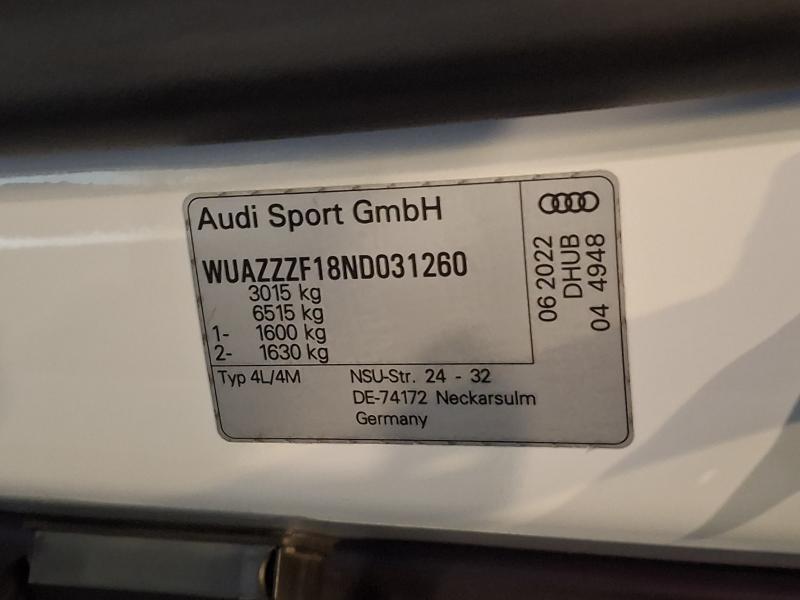 Audi Sport GmbH
WUAZZZF18ND031260
3015 kg
6515 kg
1- 1600 kg
2- 1630 kg
Typ 4L/4M
NSU-Str. 24 - 32
DE-74172 Neckarsulm
Germany
06 2022
DHUB
04 4948